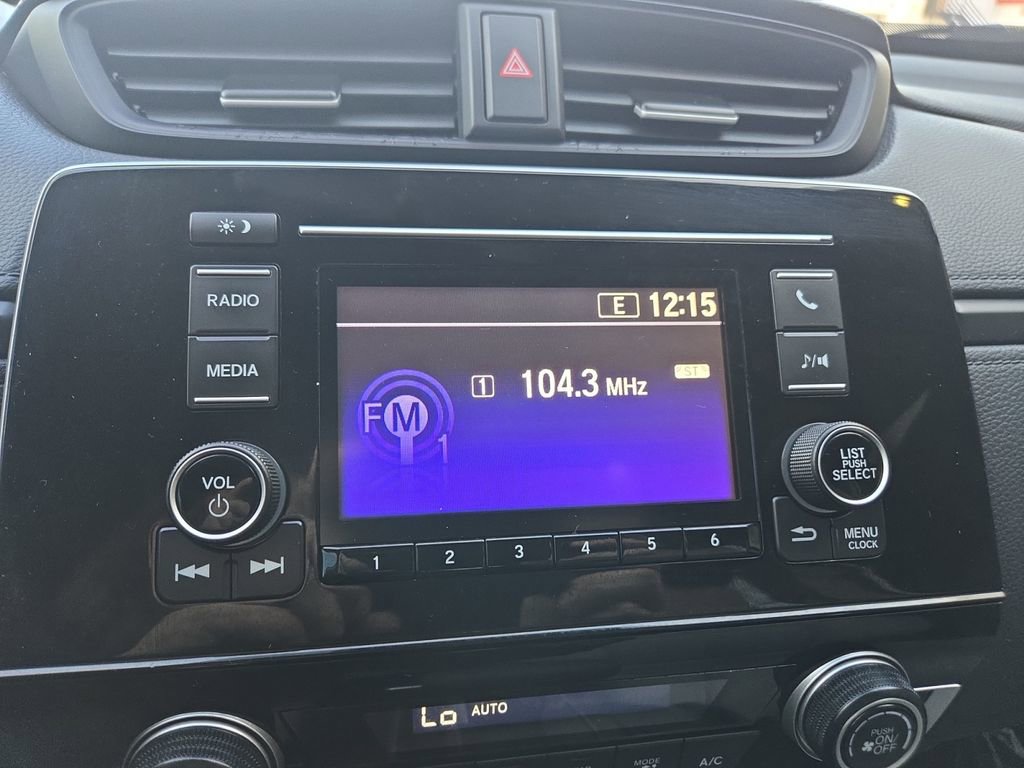 RADIO
MEDIA
E 12:15
1 104.3 MHz ST
FM 1
VOL
LIST
PUSH
SELECT
MENU
CLOCK
1 2 3 4 5 6
Lo AUTO
MODE
A/C
PUSH
ON/
OFF